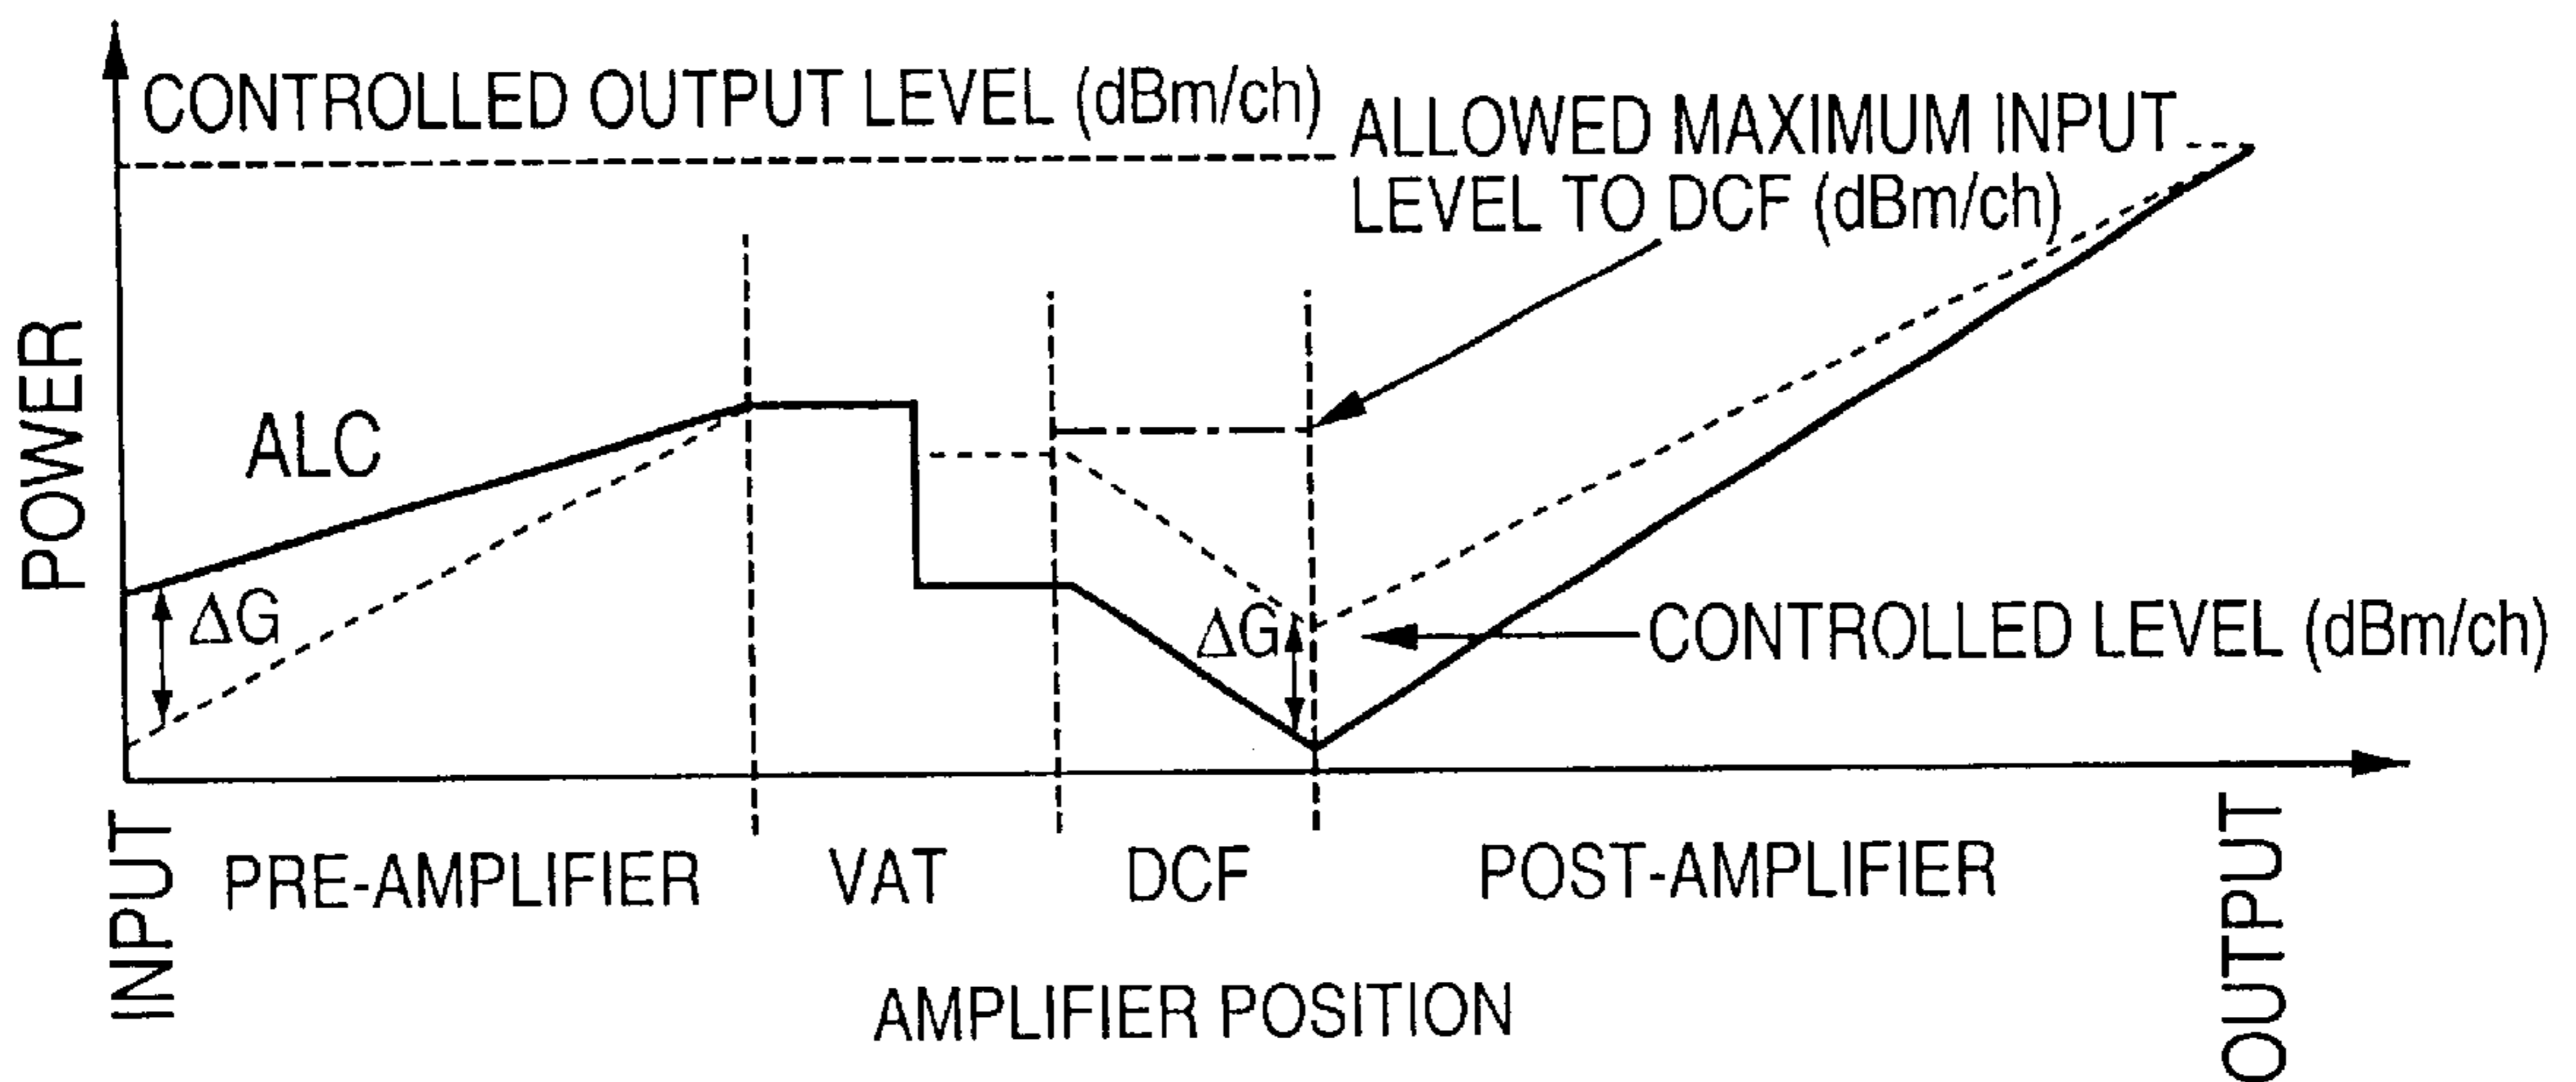 CONTROLLED OUTPUT LEVEL (dBm/ch)
ALLOWED MAXIMUM INPUT
LEVEL TO DCF (dBm/ch)
POWER
ALC
ΔG
ΔG
CONTROLLED LEVEL (dBm/ch)
INPUT
PRE-AMPLIFIER
VAT
DCF
POST-AMPLIFIER
OUTPUT
AMPLIFIER POSITION